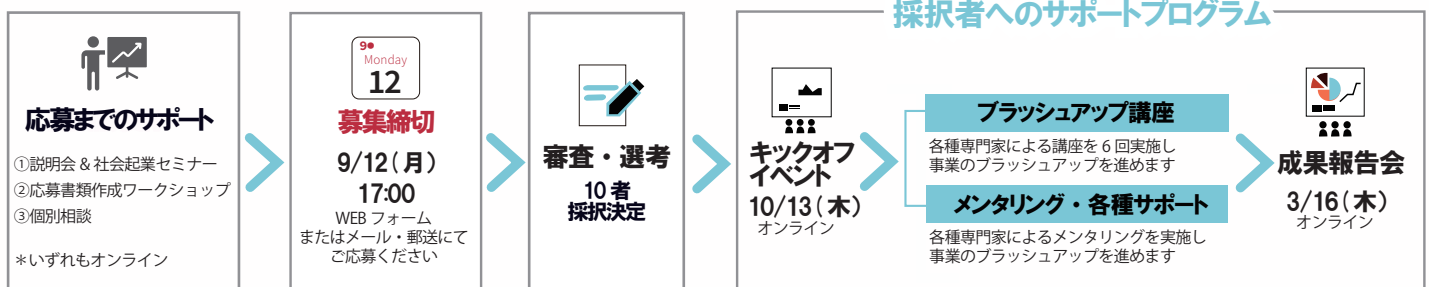 採択者へのサポートプログラム
応募までのサポート
①説明会 & 社会起業セミナー
②応募書類作成ワークショップ
③個別相談
＊いずれもオンライン
9●
Monday
12
募集締切
9/12(月)
17:00
WEB フォーム
またはメール・郵送にて
ご応募ください
審査・選考
10 者
採択決定
キックオフ
イベント
10/13(木)
オンライン
ブラッシュアップ講座
各種専門家による講座を 6 回実施し
事業のブラッシュアップを進めます
メンタリング・各種サポート
各種専門家によるメンタリングを実施し
事業のブラッシュアップを進めます
成果報告会
3/16(木)
オンライン